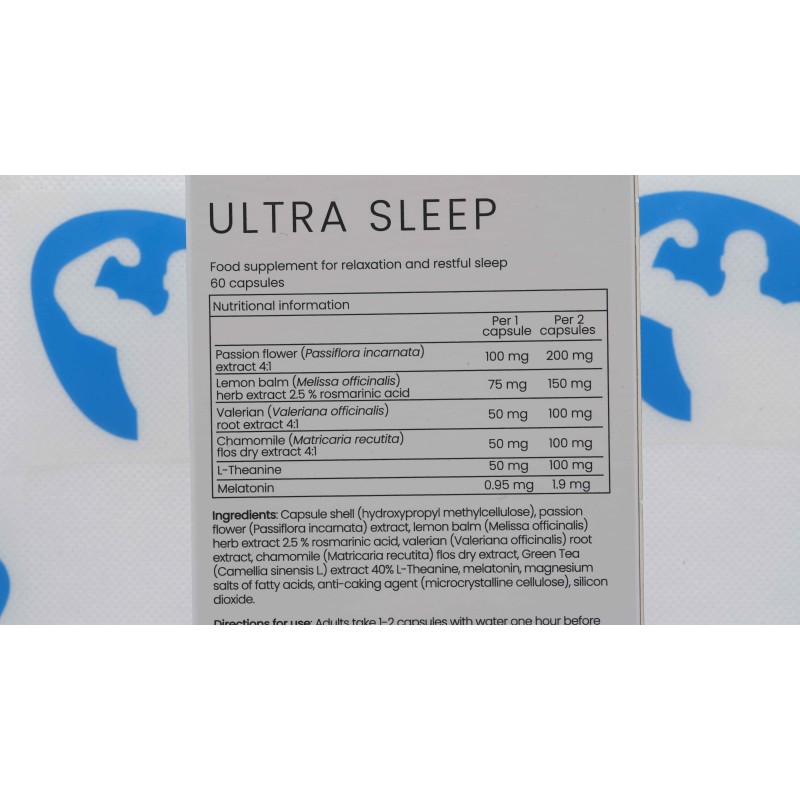 ULTRA SLEEP
Food supplement for relaxation and restful sleep
60 capsules
Nutritional information
Per 1 capsule Per 2 capsules
Passion flower (Passiflora incarnata) extract 4:1 100 mg 200 mg
Lemon balm (Melissa officinalis) herb extract 2.5 % rosmarinic acid 75 mg 150 mg
Valerian (Valeriana officinalis) root extract 4:1 50 mg 100 mg
Chamomile (Matricaria recutita) flos dry extract 4:1 50 mg 100 mg
L-Theanine 50 mg 100 mg
Melatonin 0.95 mg 1.9 mg
Ingredients: Capsule shell (hydroxypropyl methylcellulose), passion
flower (Passiflora incarnata) extract, lemon balm (Melissa officinalis)
herb extract 2.5 % rosmarinic acid, valerian (Valeriana officinalis) root
extract, chamomile (Matricaria recutita) flos dry extract, Green Tea
(Camellia sinensis L.) extract 40% L-Theanine, melatonin, magnesium
salts of fatty acids, anti-caking agent (microcrystalline cellulose), silicon
dioxide.
Directions for use: Adults take 1-2 capsules with water one hour before